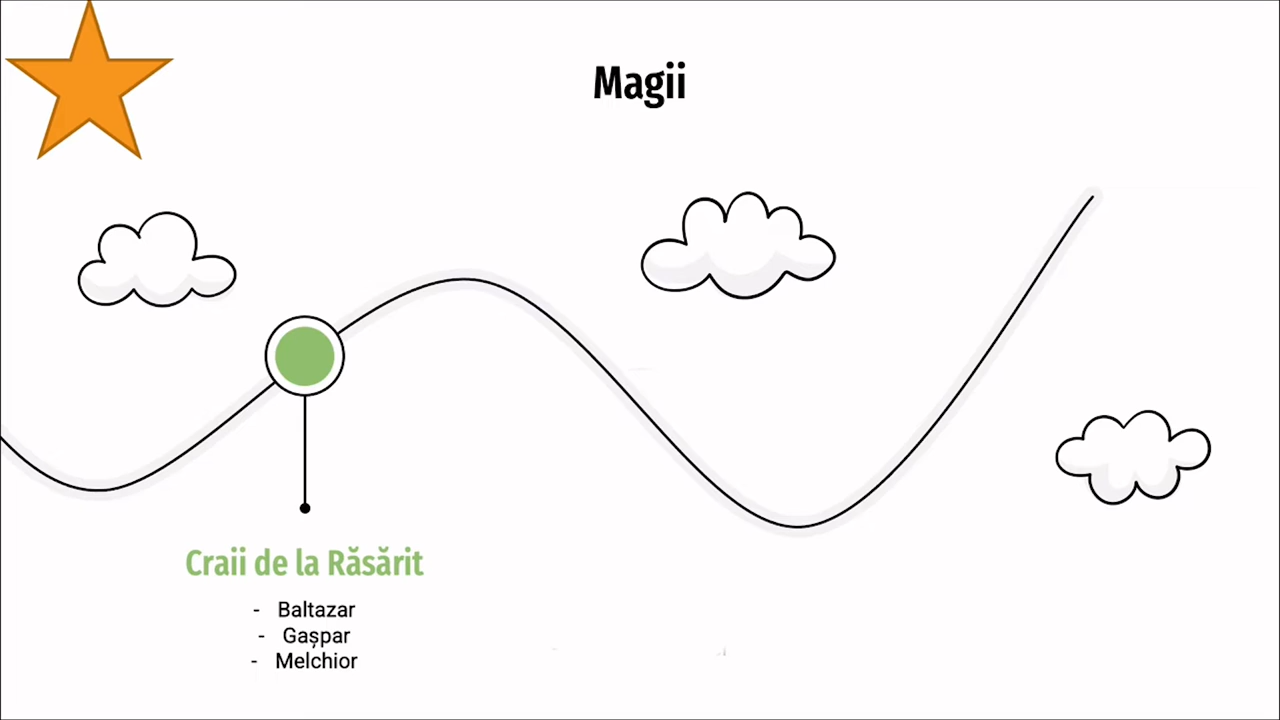 Magii
Craii de la Răsărit
- Baltazar
- Gașpar
- Melchior